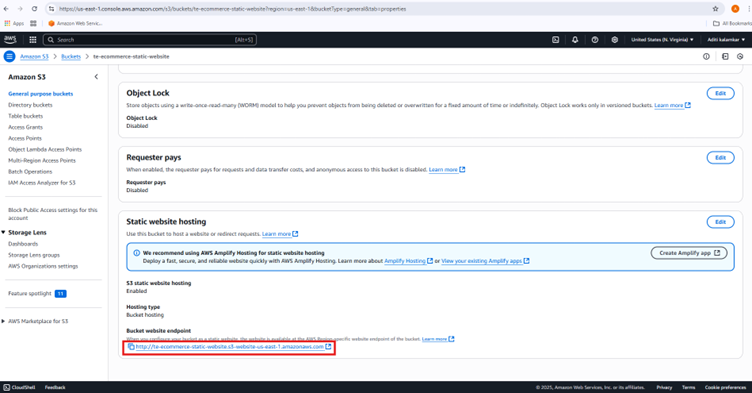 https://us-east-1.console.aws.amazon.com/s3/buckets/te-ecommerce-static-website?region=us-east-1&bucketType=general&tab=properties
Apps
Amazon Web Servic...
All Bookmarks
aws
Search
[Alt+S]
United States (N. Virginia)
Aditi kalamkar
Amazon S3 > Buckets > te-ecommerce-static-website
Amazon S3
General purpose buckets
Directory buckets
Table buckets
Access Grants
Access Points
Object Lambda Access Points
Multi-Region Access Points
Batch Operations
IAM Access Analyzer for S3
Block Public Access settings for this
account
Storage Lens
Dashboards
Storage Lens groups
AWS Organizations settings
Feature spotlight 11
AWS Marketplace for S3
Object Lock
Edit
Store objects using a write-once-read-many (WORM) model to help you prevent objects from being deleted or overwritten for a fixed amount of time or indefinitely. Object Lock works only in versioned buckets. Learn more
Object Lock
Disabled
Requester pays
Edit
When enabled, the requester pays for requests and data transfer costs, and anonymous access to this bucket is disabled. Learn more
Requester pays
Disabled
Static website hosting
Edit
Use this bucket to host a website or redirect requests. Learn more
We recommend using AWS Amplify Hosting for static website hosting
Deploy a fast, secure, and reliable website quickly with AWS Amplify Hosting. Learn more about Amplify Hosting or View your existing Amplify apps
Create Amplify app
S3 static website hosting
Enabled
Hosting type
Bucket hosting
Bucket website endpoint
When you configure your bucket as a static website, the website is available at the AWS Region-specific website endpoint of the bucket. Learn more
http://te-ecommerce-static-website.s3-website-us-east-1.amazonaws.com
CloudShell
Feedback
© 2025, Amazon Web Services, Inc. or its affiliates.
Privacy
Terms
Cookie preferences